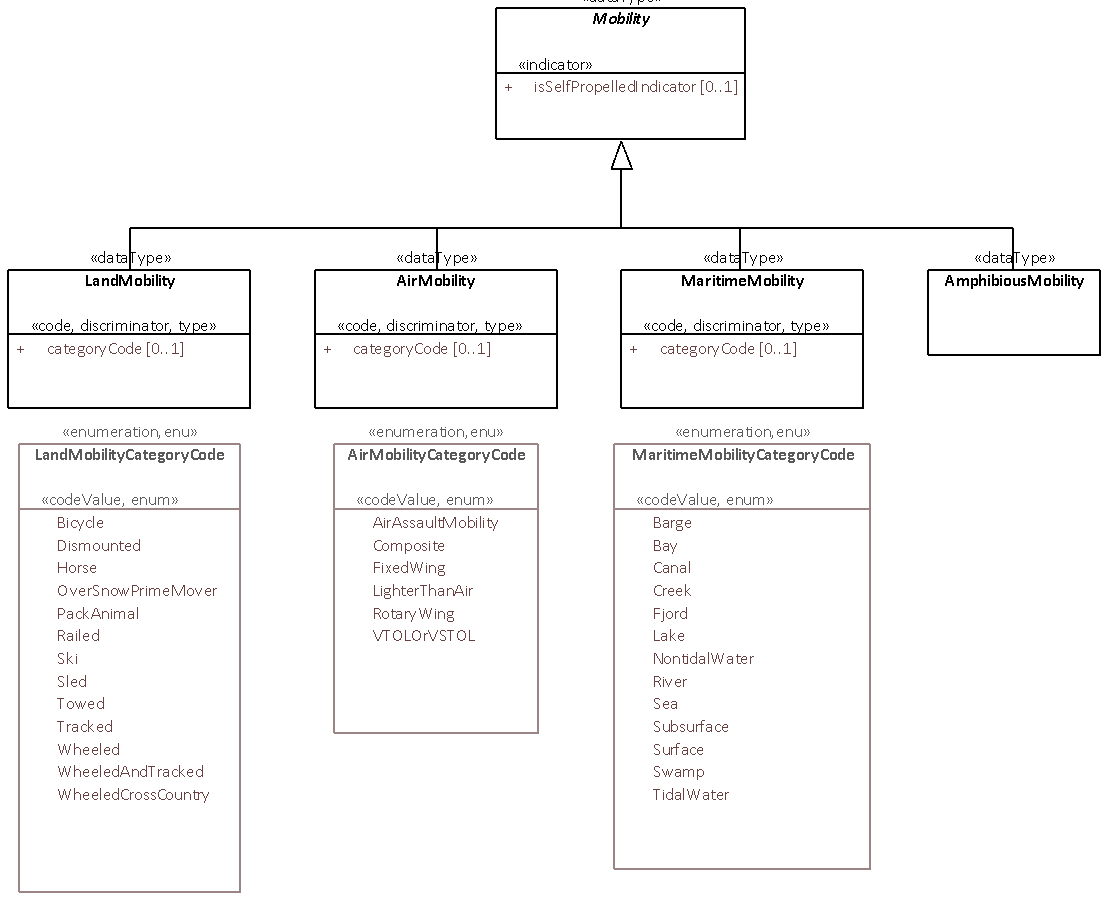 «dataType»
Mobility
«indicator»
+ isSelfPropelledIndicator [0..1]
«dataType»
LandMobility
«code, discriminator, type»
+ categoryCode [0..1]
«dataType»
AirMobility
«code, discriminator, type»
+ categoryCode [0..1]
«dataType»
MaritimeMobility
«code, discriminator, type»
+ categoryCode [0..1]
«dataType»
AmphibiousMobility
«enumeration,enu»
LandMobilityCategoryCode
«codeValue, enum»
Bicycle
Dismounted
Horse
OverSnowPrimeMover
PackAnimal
Railed
Ski
Sled
Towed
Tracked
Wheeled
WheeledAndTracked
WheeledCrossCountry
«enumeration,enu»
AirMobilityCategoryCode
«codeValue, enum»
AirAssaultMobility
Composite
FixedWing
LighterThanAir
RotaryWing
VTOLOrVSTOL
«enumeration,enu»
MaritimeMobilityCategoryCode
«codeValue, enum»
Barge
Bay
Canal
Creek
Fjord
Lake
NontidalWater
River
Sea
Subsurface
Surface
Swamp
TidalWater